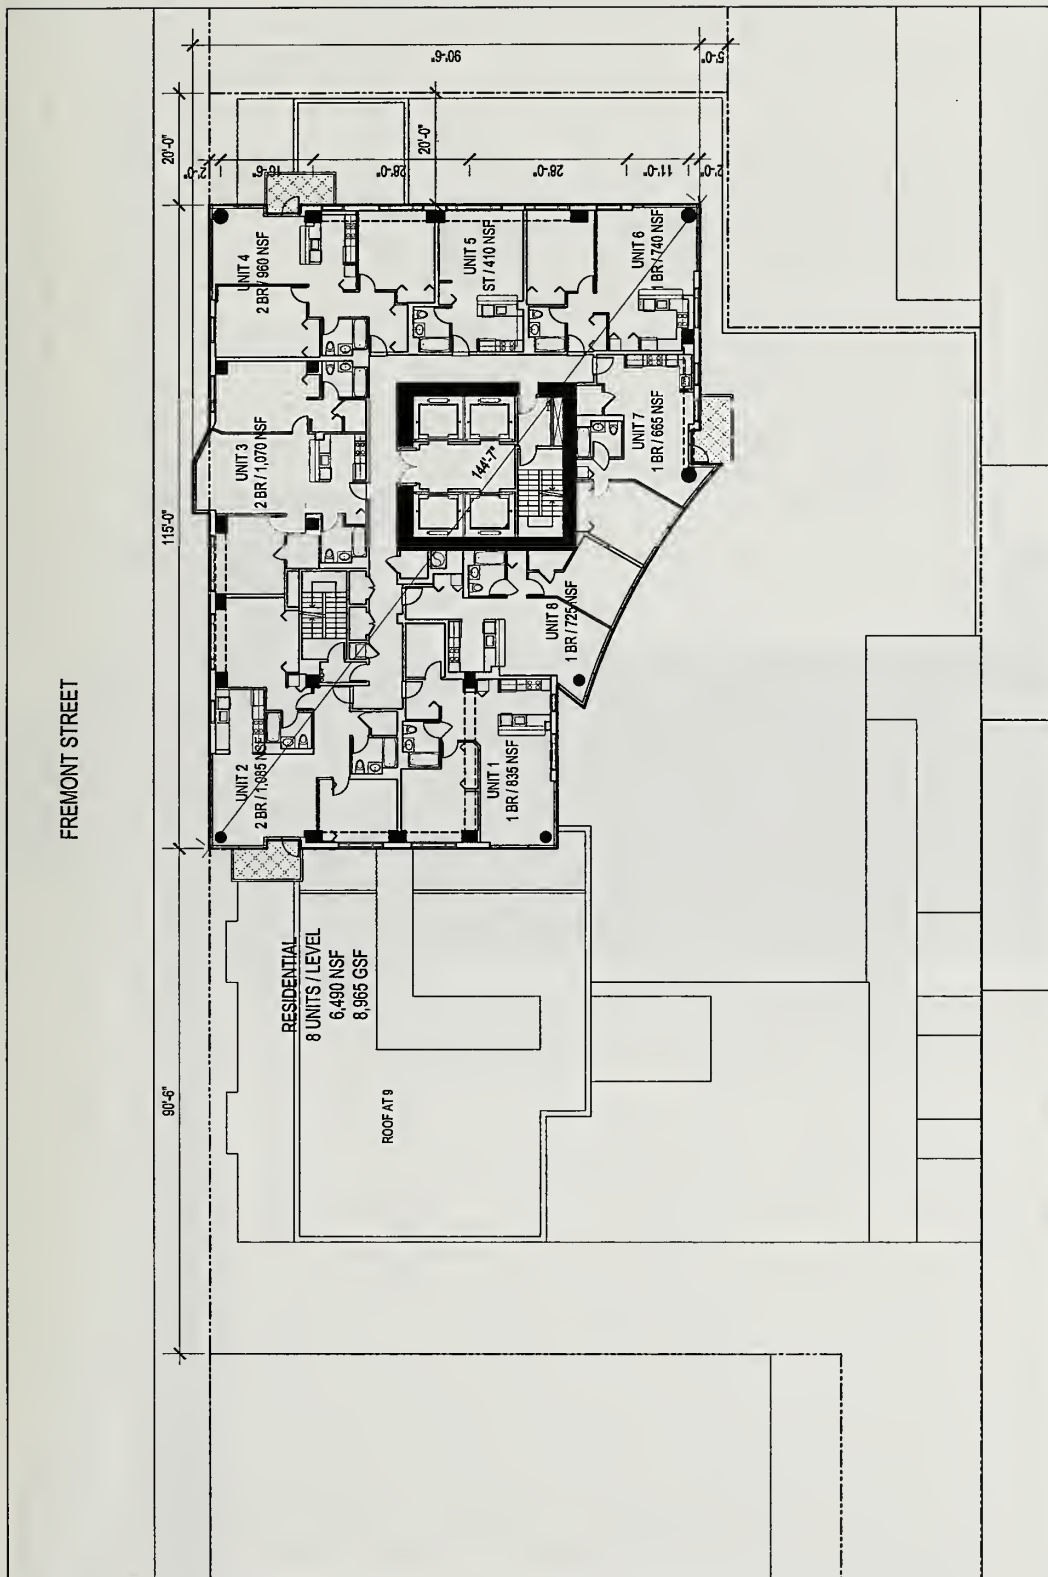 FREMONT STREET
90'-6"
115'-0"
20'-0"
RESIDENTIAL
8 UNITS / LEVEL
6,490 NSF
8,965 GSF
ROOF AT 9
UNIT 2
2 BR / 1,085 NSF
UNIT 3
2 BR / 1,070 NSF
UNIT 4
2 BR / 960 NSF
UNIT 1
1 BR / 835 NSF
UNIT 8
1 BR / 725 NSF
UNIT 7
1 BR / 665 NSF
UNIT 5
ST / 410 NSF
UNIT 6
1 BR / 740 NSF
144'-7"
20'-0"
2'-0"
16'-6"
28'-0"
28'-0"
11'-0"
2'-0"
90'-6"
5'-0"